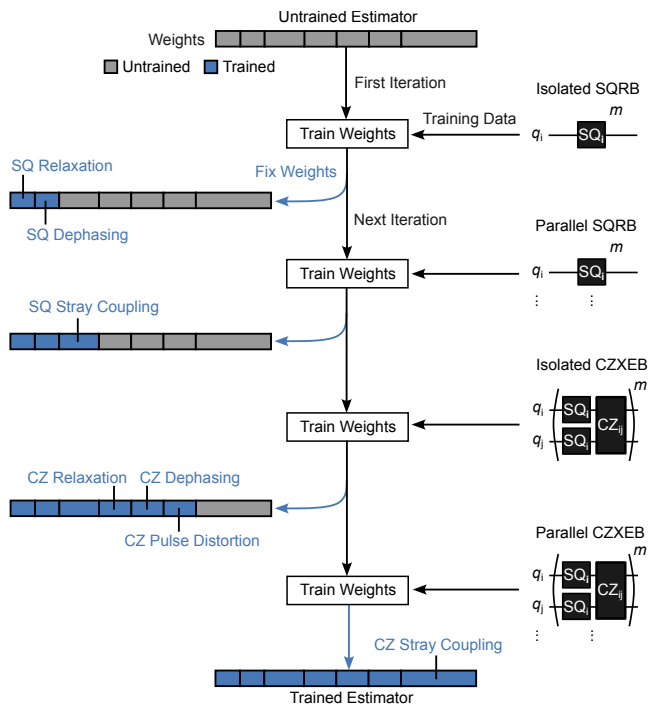 Untrained Estimator
Weights
Untrained Trained
First Iteration
Isolated SQRB
Train Weights
Training Data
qi
SQi
m
SQ Relaxation
Fix Weights
SQ Dephasing
Next Iteration
Parallel SQRB
Train Weights
qi
SQi
m
⋮ ⋮
SQ Stray Coupling
Isolated CZXEB
Train Weights
qi
SQi
CZij
m
qj
SQi
CZ Relaxation CZ Dephasing
CZ Pulse Distortion
Parallel CZXEB
Train Weights
qi
SQi
CZij
m
qj
SQi
⋮ ⋮
CZ Stray Coupling
Trained Estimator